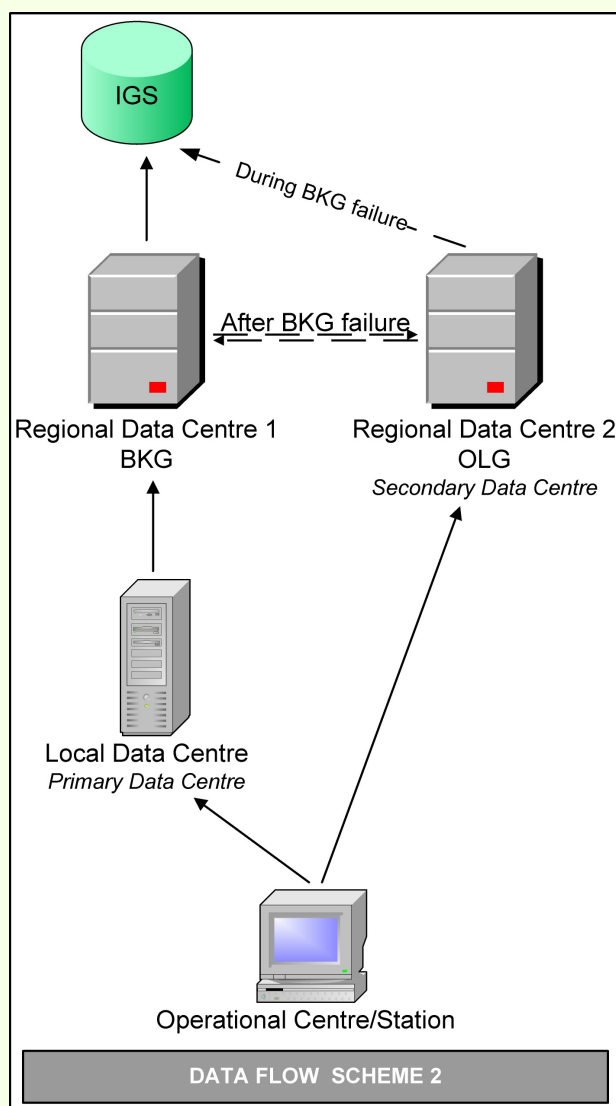 IGS
During BKG failure
After BKG failure
Regional Data Centre 1
BKG
Regional Data Centre 2
OLG
Secondary Data Centre
Local Data Centre
Primary Data Centre
Operational Centre/Station
DATA FLOW SCHEME 2